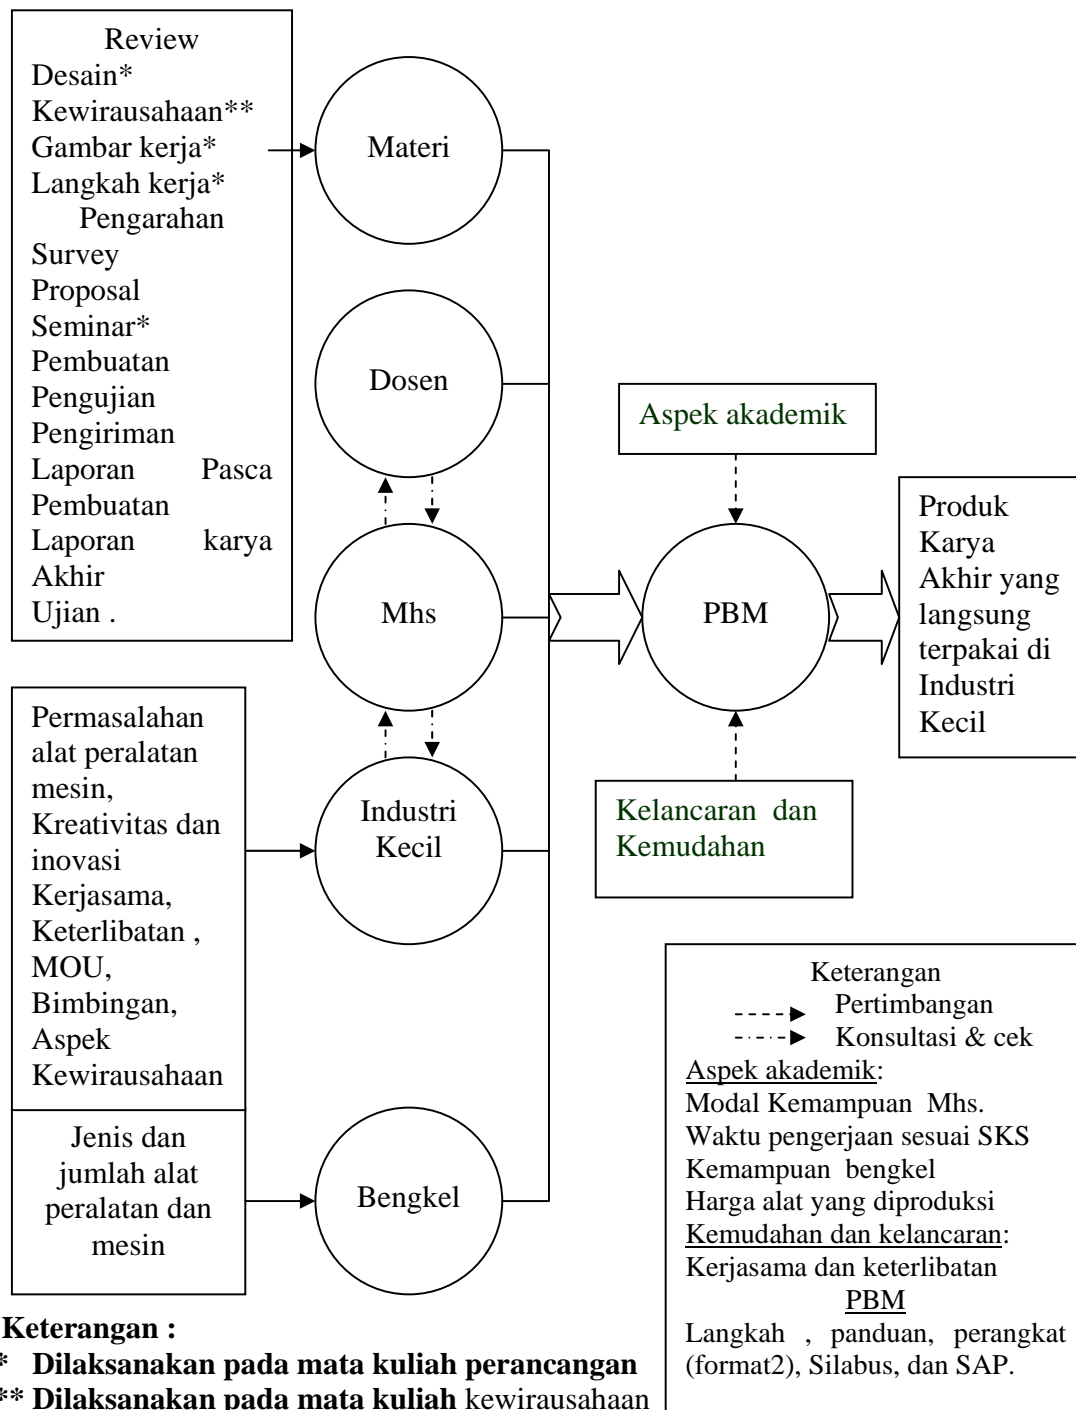 Review
Desain*
Kewirausahaan**
Gambar kerja*
Langkah kerja*
Pengarahan
Survey
Proposal
Seminar*
Pembuatan
Pengujian
Pengiriman
Laporan Pasca
Pembuatan
Laporan karya
Akhir
Ujian .
Materi
Dosen
Mhs
Industri
Kecil
Bengkel
Permasalahan
alat peralatan
mesin,
Kreativitas dan
inovasi
Kerjasama,
Keterlibatan ,
MOU,
Bimbingan,
Aspek
Kewirausahaan
Jenis dan
jumlah alat
peralatan dan
mesin
Aspek akademik
PBM
Kelancaran dan
Kemudahan
Produk
Karya
Akhir yang
langsung
terpakai di
Industri
Kecil
Keterangan
Pertimbangan
Konsultasi & cek
Aspek akademik:
Modal Kemampuan Mhs.
Waktu pengerjaan sesuai SKS
Kemampuan bengkel
Harga alat yang diproduksi
Kemudahan dan kelancaran:
Kerjasama dan keterlibatan
PBM
Langkah , panduan, perangkat
(format2), Silabus, dan SAP.
Keterangan :
* Dilaksanakan pada mata kuliah perancangan
** Dilaksanakan pada mata kuliah kewirausahaan